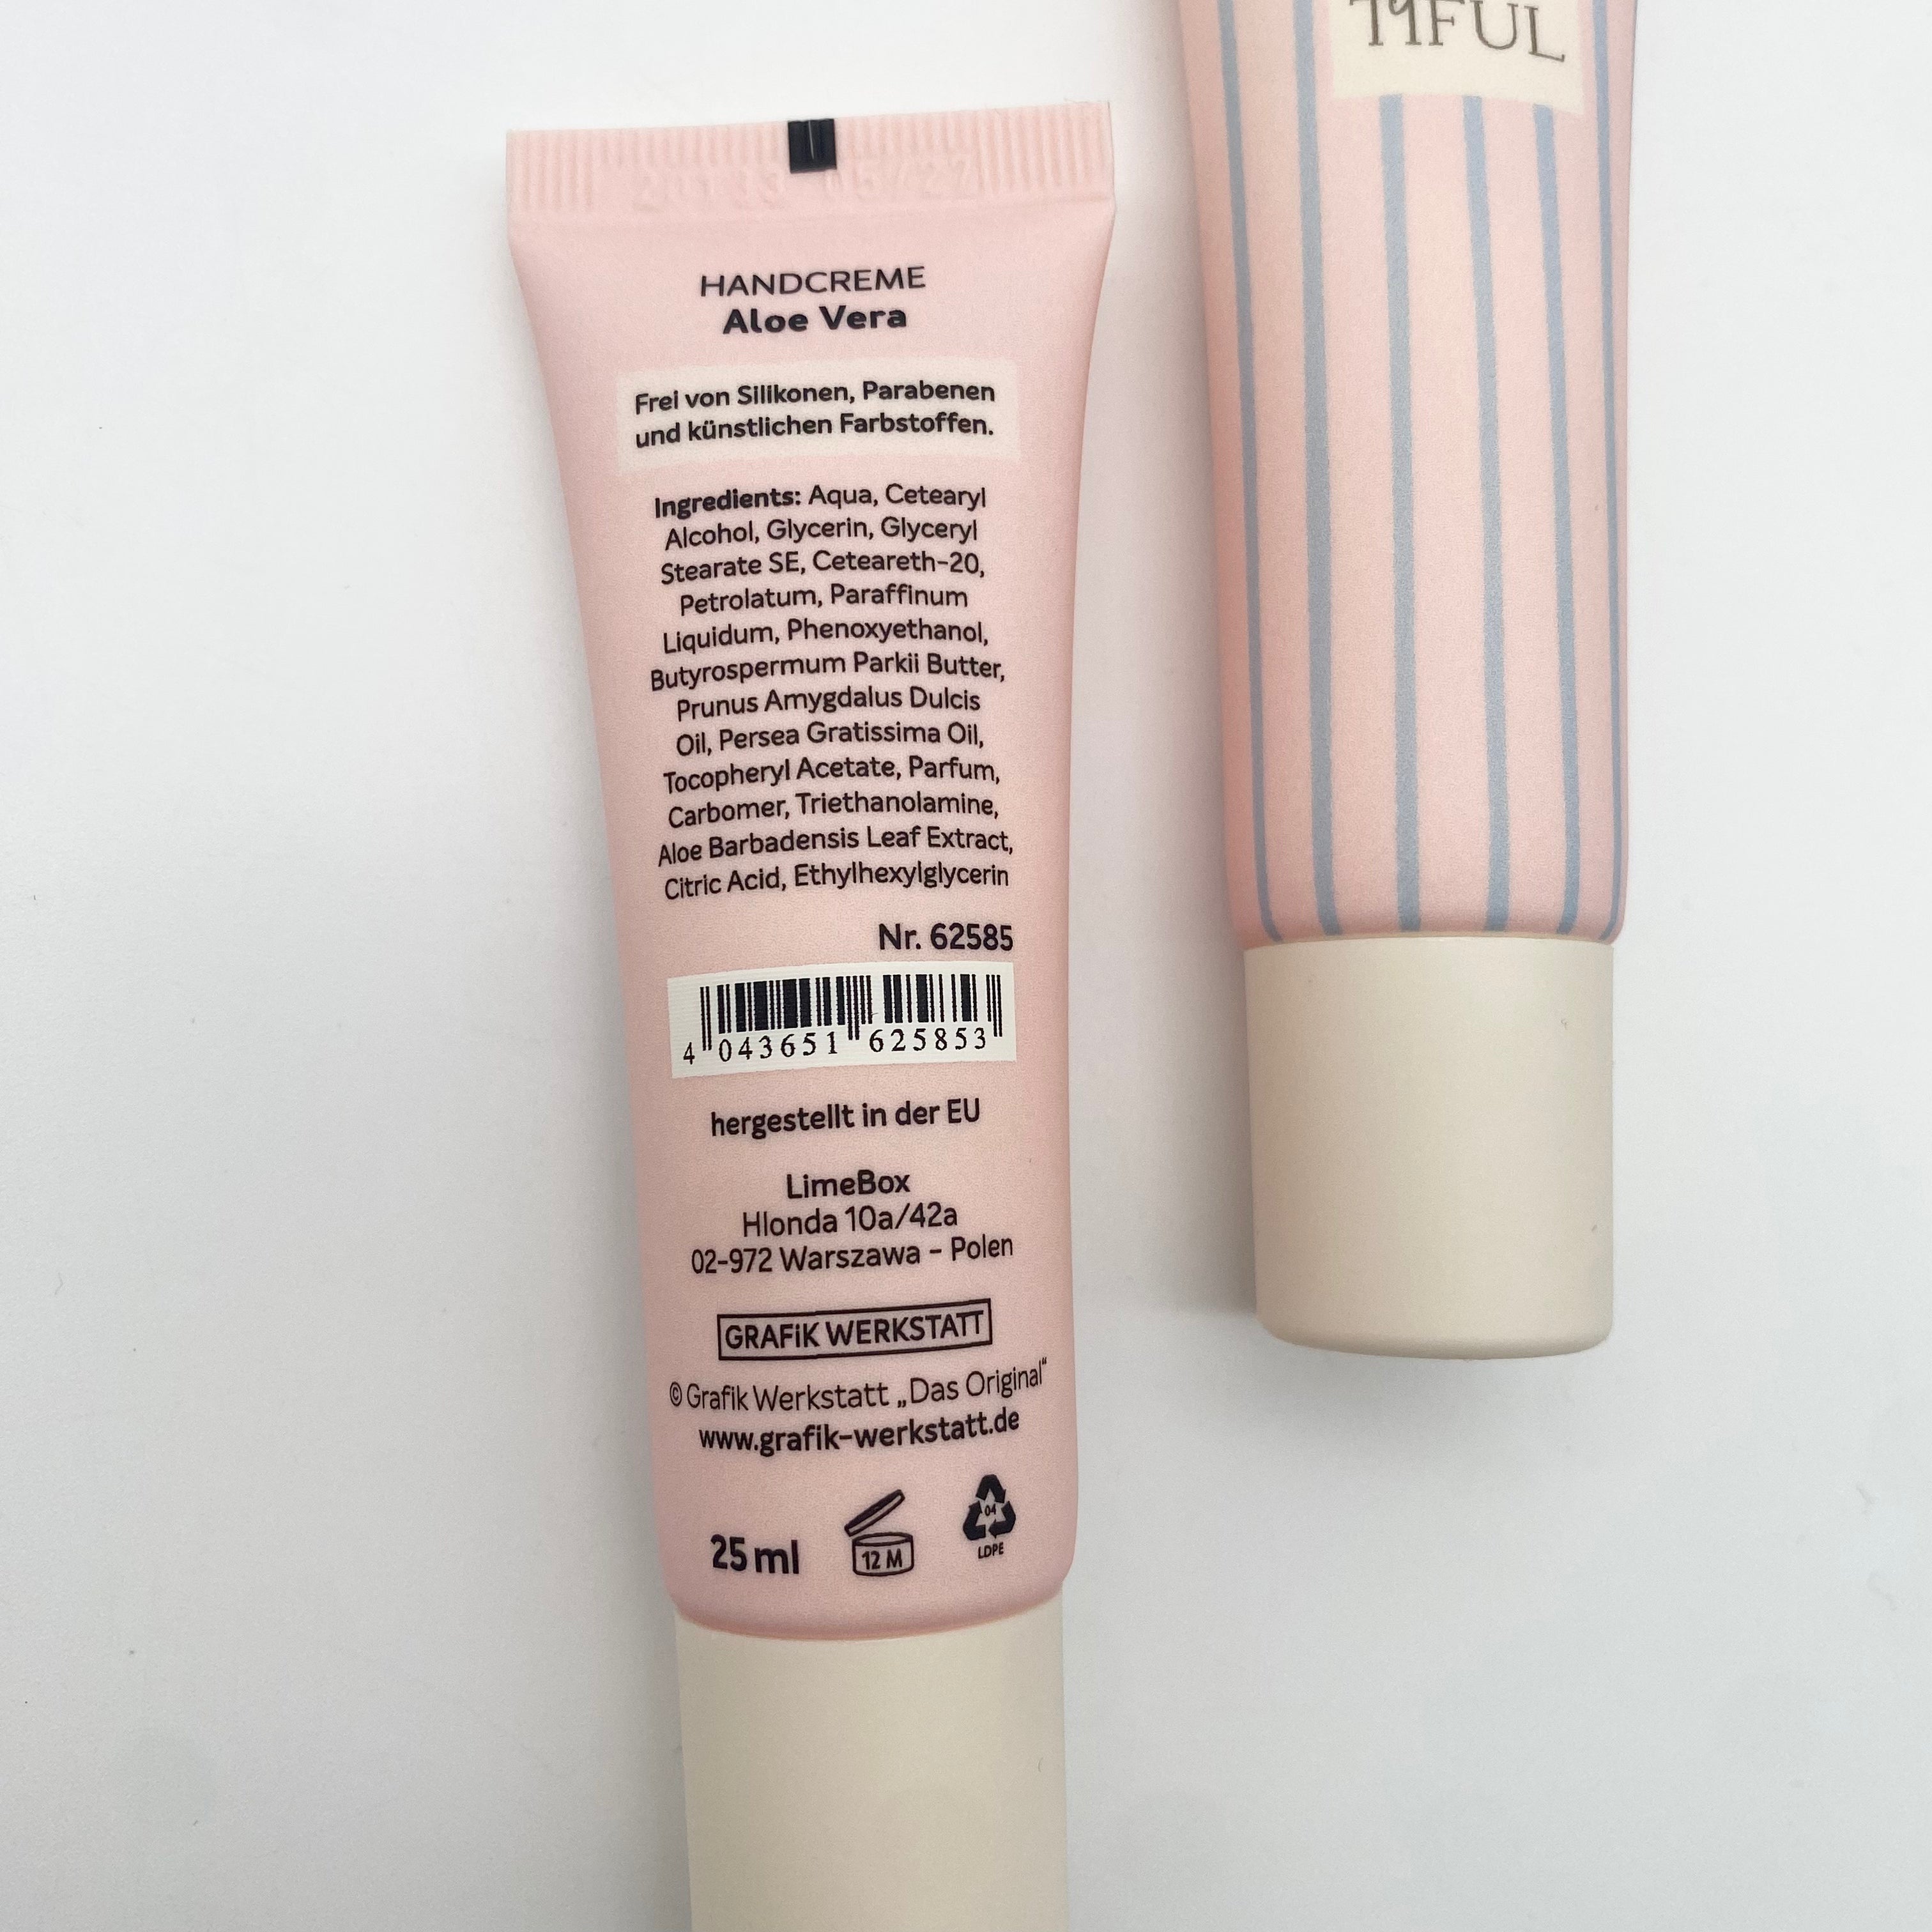 HANDCREME
Aloe Vera
Frei von Silikonen, Parabenen
und künstlichen Farbstoffen.
Ingredients: Aqua, Cetearyl
Alcohol, Glycerin, Glyceryl
Stearate SE, Ceteareth-20,
Petrolatum, Paraffinum
Liquidum, Phenoxyethanol,
Butyrospermum Parkii Butter,
Prunus Amygdalus Dulcis
Oil, Persea Gratissima Oil,
Tocopheryl Acetate, Parfum,
Carbomer, Triethanolamine,
Aloe Barbadensis Leaf Extract,
Citric Acid, Ethylhexylglycerin
Nr. 62585
4 043651 625853
hergestellt in der EU
LimeBox
Hlonda 10a/42a
02-972 Warszawa - Polen
GRAFiK WERKSTATT
© Grafik Werkstatt „Das Original“
www.grafik-werkstatt.de
25 ml
12 M
04
LDPE
TIFUL